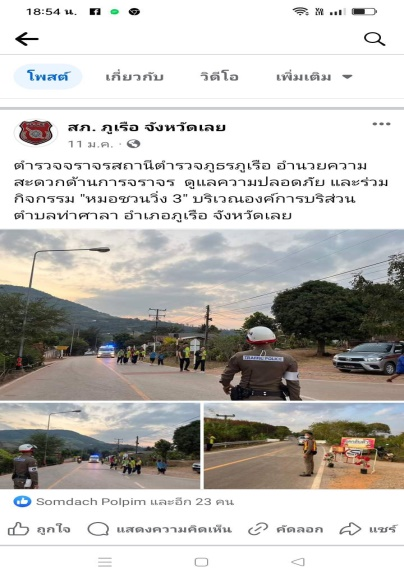 18:54 น.
โพสต์ เกี่ยวกับ วิดีโอ เพิ่มเติม
สภ. ภูเรือ จังหวัดเลย
11 ม.ค. ·
ตำรวจจราจรสถานีตำรวจภูธรภูเรือ อำนวยความ
สะดวกด้านการจราจร ดูแลความปลอดภัย และร่วม
กิจกรรม "หมอชวนวิ่ง 3" บริเวณองค์การบริส่วน
ตำบลท่าศาลา อำเภอภูเรือ จังหวัดเลย
TRAFFIC POLICE
Somdach Polpim และอีก 23 คน
ถูกใจ แสดงความคิดเห็น คัดลอก แชร์